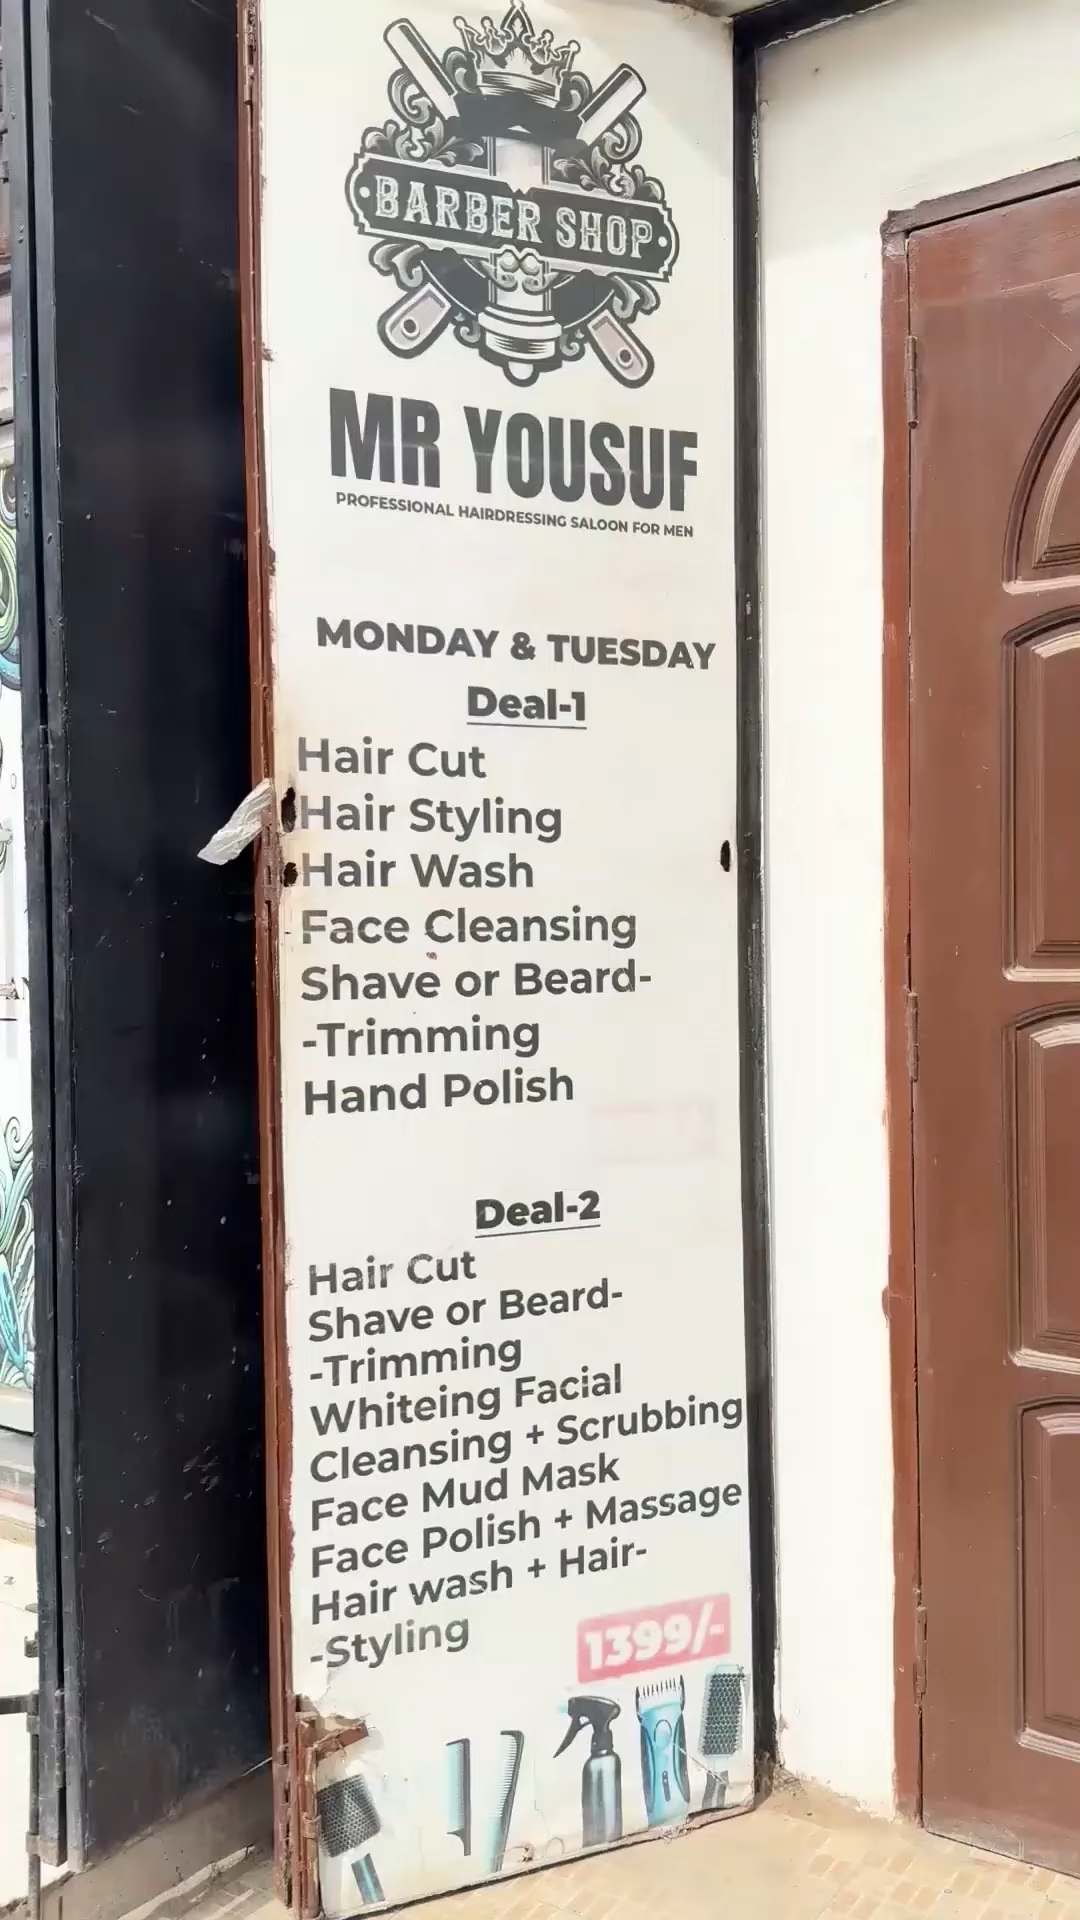 BARBER SHOP
MR YOUSUF
PROFESSIONAL HAIRDRESSING SALOON FOR MEN
MONDAY & TUESDAY
Deal-1
Hair Cut
Hair Styling
Hair Wash
Face Cleansing
Shave or Beard-
-Trimming
Hand Polish
Deal-2
Hair Cut
Shave or Beard-
-Trimming
Whiteing Facial
Cleansing + Scrubbing
Face Mud Mask
Face Polish + Massage
Hair wash + Hair-
-Styling
1399/-